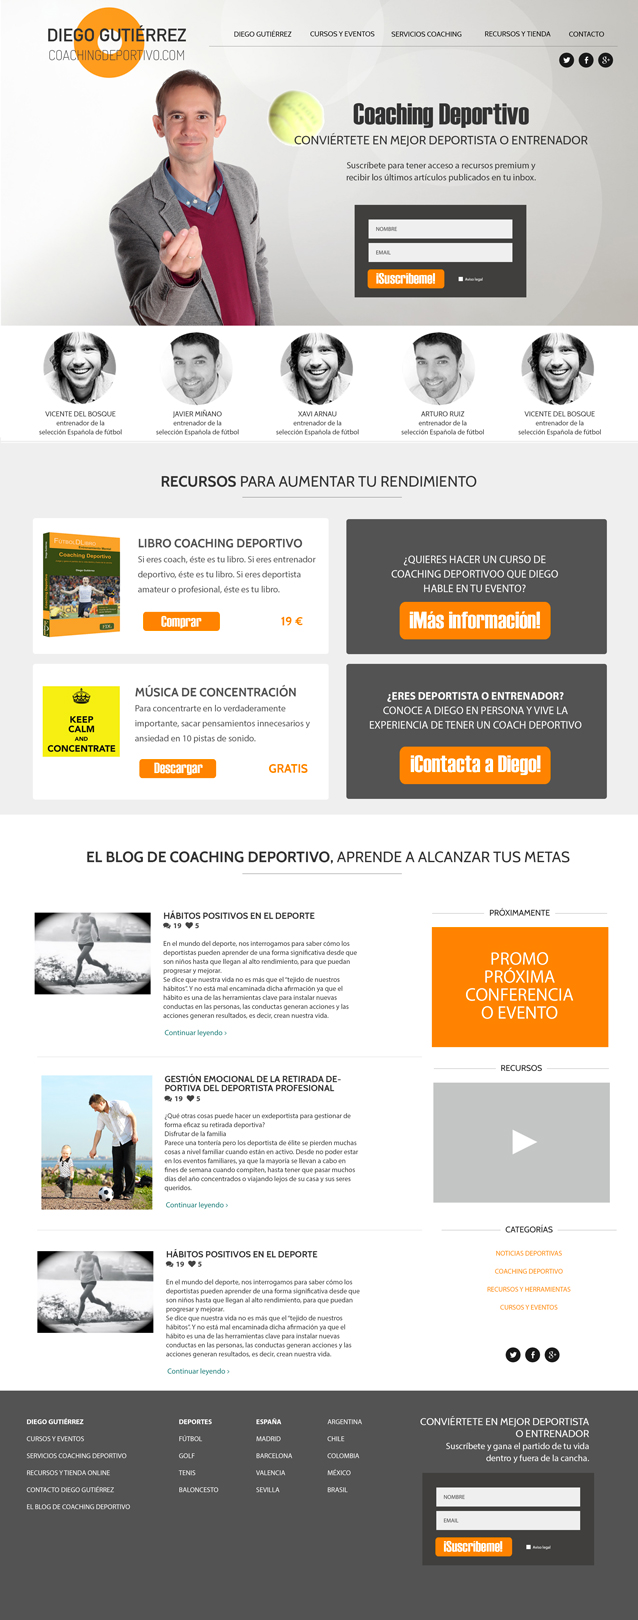 DIEGO GUTIÉRREZ
COACHINGDEPORTIVO.COM
DIEGO GUTIÉRREZ
CURSOS Y EVENTOS
SERVICIOS COACHING
RECURSOS Y TIENDA
CONTACTO
Coaching Deportivo
CONVIÉRTETE EN MEJOR DEPORTISTA O ENTRENADOR
Suscríbete para tener acceso a recursos premium y
recibir los últimos artículos publicados en tu inbox.
NOMBRE
EMAIL
¡Suscríbeme!
Aviso legal
VICENTE DEL BOSQUE
entrenador de la
selección Española de fútbol
JAVIER MIÑANO
entrenador de la
selección Española de fútbol
XAVI ARNAU
entrenador de la
selección Española de fútbol
ARTURO RUIZ
entrenador de la
selección Española de fútbol
VICENTE DEL BOSQUE
entrenador de la
selección Española de fútbol
RECURSOS PARA AUMENTAR TU RENDIMIENTO
Coaching Deportivo
LIBRO COACHING DEPORTIVO
Si eres coach, éste es tu libro. Si eres entrenador
deportivo, éste es tu libro. Si eres deportista
amateur o profesional, éste es tu libro.
Comprar
19 €
¿QUIERES HACER UN CURSO DE
COACHING DEPORTIVOO QUE DIEGO
HABLE EN TU EVENTO?
¡Más información!
KEEP
CALM
AND
CONCENTRATE
MÚSICA DE CONCENTRACIÓN
Para concentrarte en lo verdaderamente
importante, sacar pensamientos innecesarios y
ansiedad en 10 pistas de sonido.
Descargar
GRATIS
¿ERES DEPORTISTA O ENTRENADOR?
CONOCE A DIEGO EN PERSONA Y VIVE LA
EXPERIENCIA DE TENER UN COACH DEPORTIVO
¡Contacta a Diego!
EL BLOG DE COACHING DEPORTIVO, APRENDE A ALCANZAR TUS METAS
HÁBITOS POSITIVOS EN EL DEPORTE
19 5
En el mundo del deporte, nos interrogamos para saber cómo los
deportistas pueden aprender de una forma significativa desde que
son niños hasta que llegan al alto rendimiento, para que puedan
progresar y mejorar.
Se dice que nuestra vida no es más que el "tejido de nuestros
hábitos". Y no está mal encaminada dicha afirmación ya que el
hábito es una de las herramientas clave para instalar nuevas
conductas en las personas, las conductas generan acciones y las
acciones generan resultados, es decir, crean nuestra vida.
Continuar leyendo ›
GESTIÓN EMOCIONAL DE LA RETIRADA DE-
PORTIVA DEL DEPORTISTA PROFESIONAL
19 5
¿Qué otras cosas puede hacer un exdeportista para gestionar de
forma eficaz su retirada deportiva?
Disfrutar de la familia
Parece una tontería pero los deportista de élite se pierden muchas
cosas a nivel familiar cuando están en activo. Desde no poder estar
en los eventos familiares, ya que la mayoría se llevan a cabo en
fines de semana cuando compiten, hasta tener que pasar muchos
días del año concentrados o viajando lejos de su casa y sus seres
queridos.
Continuar leyendo ›
HÁBITOS POSITIVOS EN EL DEPORTE
19 5
En el mundo del deporte, nos interrogamos para saber cómo los
deportistas pueden aprender de una forma significativa desde que
son niños hasta que llegan al alto rendimiento, para que puedan
progresar y mejorar.
Se dice que nuestra vida no es más que el "tejido de nuestros
hábitos". Y no está mal encaminada dicha afirmación ya que el
hábito es una de las herramientas clave para instalar nuevas
conductas en las personas, las conductas generan acciones y las
acciones generan resultados, es decir, crean nuestra vida.
Continuar leyendo ›
PRÓXIMAMENTE
PROMO
PRÓXIMA
CONFERENCIA
O EVENTO
RECURSOS
CATEGORÍAS
NOTICIAS DEPORTIVAS
COACHING DEPORTIVO
RECURSOS Y HERRAMIENTAS
CURSOS Y EVENTOS
DIEGO GUTIÉRREZ
CURSOS Y EVENTOS
SERVICIOS COACHING DEPORTIVO
RECURSOS Y TIENDA ONLINE
CONTACTO DIEGO GUTIÉRREZ
EL BLOG DE COACHING DEPORTIVO
DEPORTES
FÚTBOL
GOLF
TENIS
BALONCESTO
ESPAÑA
MADRID
BARCELONA
VALENCIA
SEVILLA
ARGENTINA
CHILE
COLOMBIA
MÉXICO
BRASIL
CONVIÉRTETE EN MEJOR DEPORTISTA
O ENTRENADOR
Suscríbete y gana el partido de tu vida
dentro y fuera de la cancha.
NOMBRE
EMAIL
¡Suscríbeme!
Aviso legal